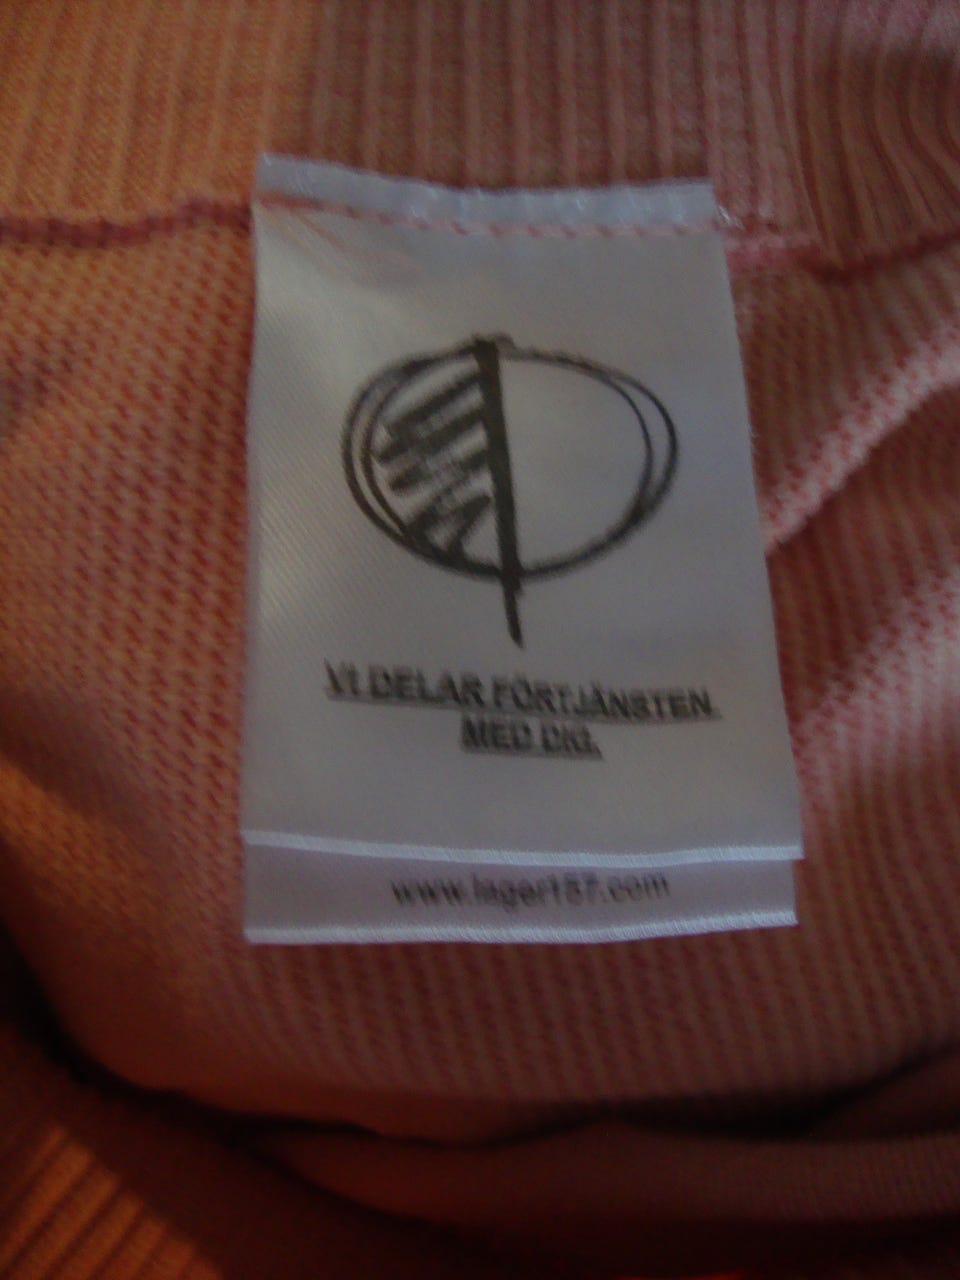 VI DELAR FÖRTJÄNSTEN
MED DIG.
www.lager157.com